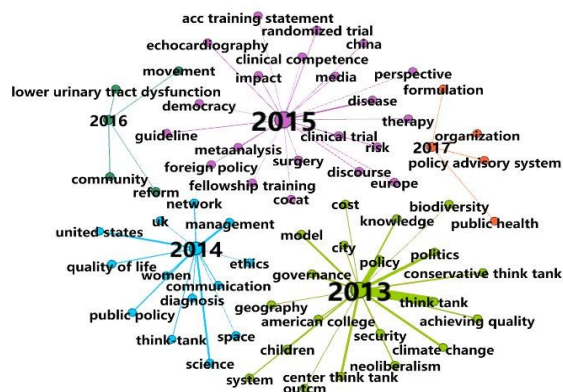 acc training statement
randomized trial
echocardiography
china
clinical competence
movement
impact
media
perspective
lower urinary tract dysfunction
formulation
democracy
disease
2016
2015
therapy
guideline
clinical trial
organization
metaanalysis
risk
2017
foreign policy
surgery
policy advisory system
community
fellowship training
discourse
europe
reform
cocat
network
cost
biodiversity
uk
management
knowledge
public health
united states
model
2014
city
politics
quality of life
women
ethics
governance
policy
conservative think tank
communication
2013
diagnosis
think tank
public policy
geography
american college
achieving quality
think tank
space
security
children
climate change
science
neoliberalism
system
center think tank
outcm